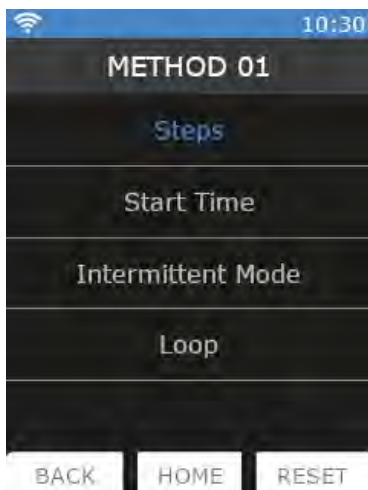 10:30
METHOD 01
Steps
Start Time
Intermittent Mode
Loop
BACK HOME RESET